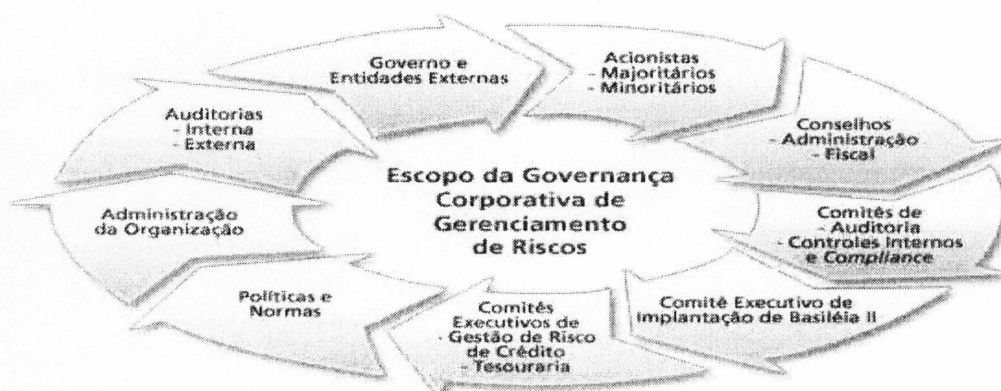 Governo e
Entidades Externas
Acionistas
- Majoritários
- Minoritários
Conselhos
- Administração
- Fiscal
Comitês de
- Auditoria
- Controles Internos
e Compliance
Comitê Executivo de
Implantação de Basiléia II
Comitês
Executivos de
- Gestão de Risco
de Crédito
- Tesouraria
Políticas e
Normas
Administração
da Organização
Auditorias
- Interna
- Externa
Escopo da Governança
Corporativa de
Gerenciamento
de Riscos